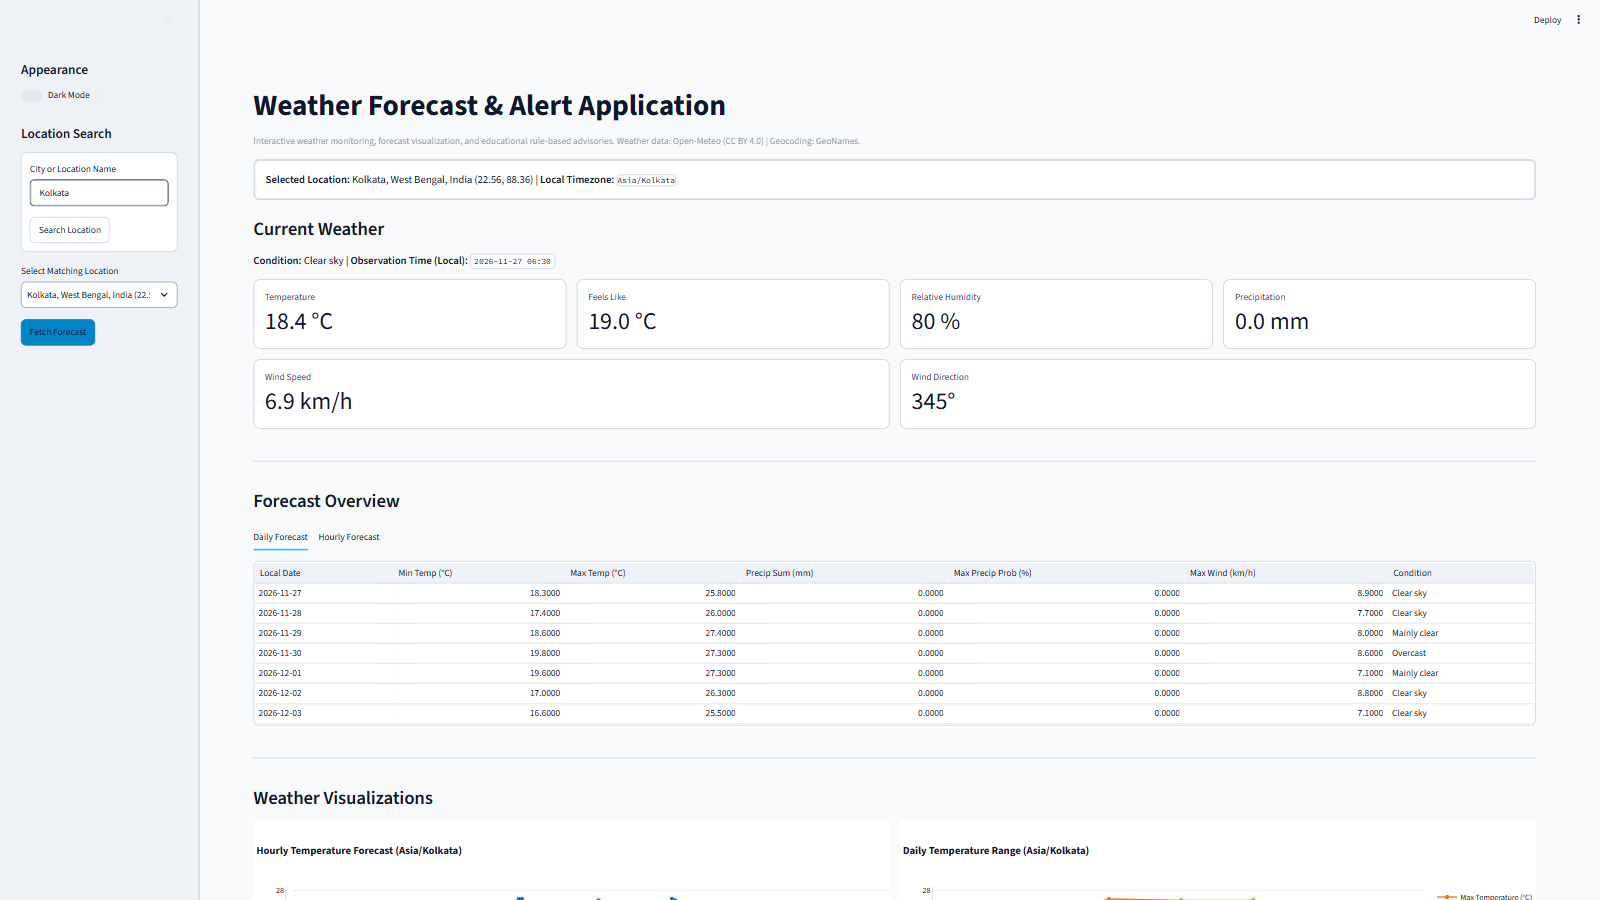 Deploy
Appearance
Dark Mode
Location Search
City or Location Name
Kolkata
Search Location
Select Matching Location
Kolkata, West Bengal, India (22.
Fetch Forecast
Weather Forecast & Alert Application
Interactive weather monitoring, forecast visualization, and educational rule-based advisories. Weather data: Open-Meteo (CC BY 4.0) | Geocoding: GeoNames.
Selected Location: Kolkata, West Bengal, India (22.56, 88.36) | Local Timezone: Asia/Kolkata
Current Weather
Condition: Clear sky | Observation Time (Local): 2026-11-27 06:30
Temperature Feels Like Relative Humidity Precipitation
18.4 °C 19.0 °C 80 % 0.0 mm
Wind Speed Wind Direction
6.9 km/h 345°
Forecast Overview
Daily Forecast Hourly Forecast
Local Date Min Temp (°C) Max Temp (°C) Precip Sum (mm) Max Precip Prob (%) Max Wind (km/h) Condition
2026-11-27 18.3000 25.8000 0.0000 0.0000 8.9000 Clear sky
2026-11-28 17.4000 26.0000 0.0000 0.0000 7.7000 Clear sky
2026-11-29 18.6000 27.4000 0.0000 0.0000 8.0000 Mainly clear
2026-11-30 19.8000 27.3000 0.0000 0.0000 8.6000 Overcast
2026-12-01 19.6000 27.3000 0.0000 0.0000 7.1000 Mainly clear
2026-12-02 17.0000 26.3000 0.0000 0.0000 8.8000 Clear sky
2026-12-03 16.6000 25.5000 0.0000 0.0000 7.1000 Clear sky
Weather Visualizations
Hourly Temperature Forecast (Asia/Kolkata) Daily Temperature Range (Asia/Kolkata)
28 28 Max Temperature (°C)